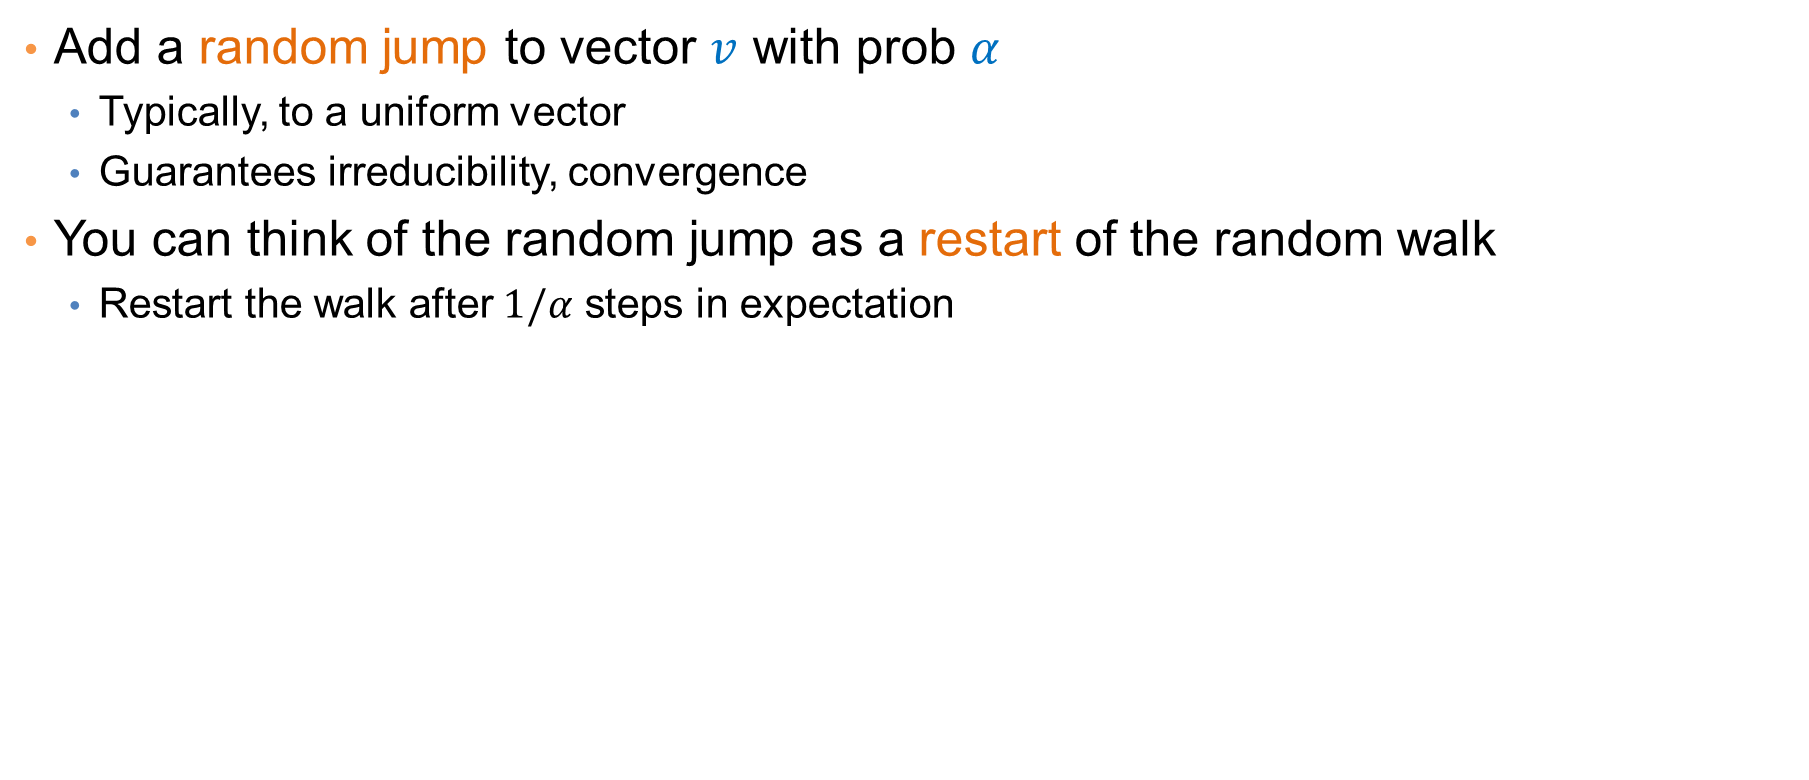 • Add a random jump to vector 𝑣 with prob 𝛼
• Typically, to a uniform vector
• Guarantees irreducibility, convergence
• You can think of the random jump as a restart of the random walk
• Restart the walk after 1/𝛼 steps in expectation